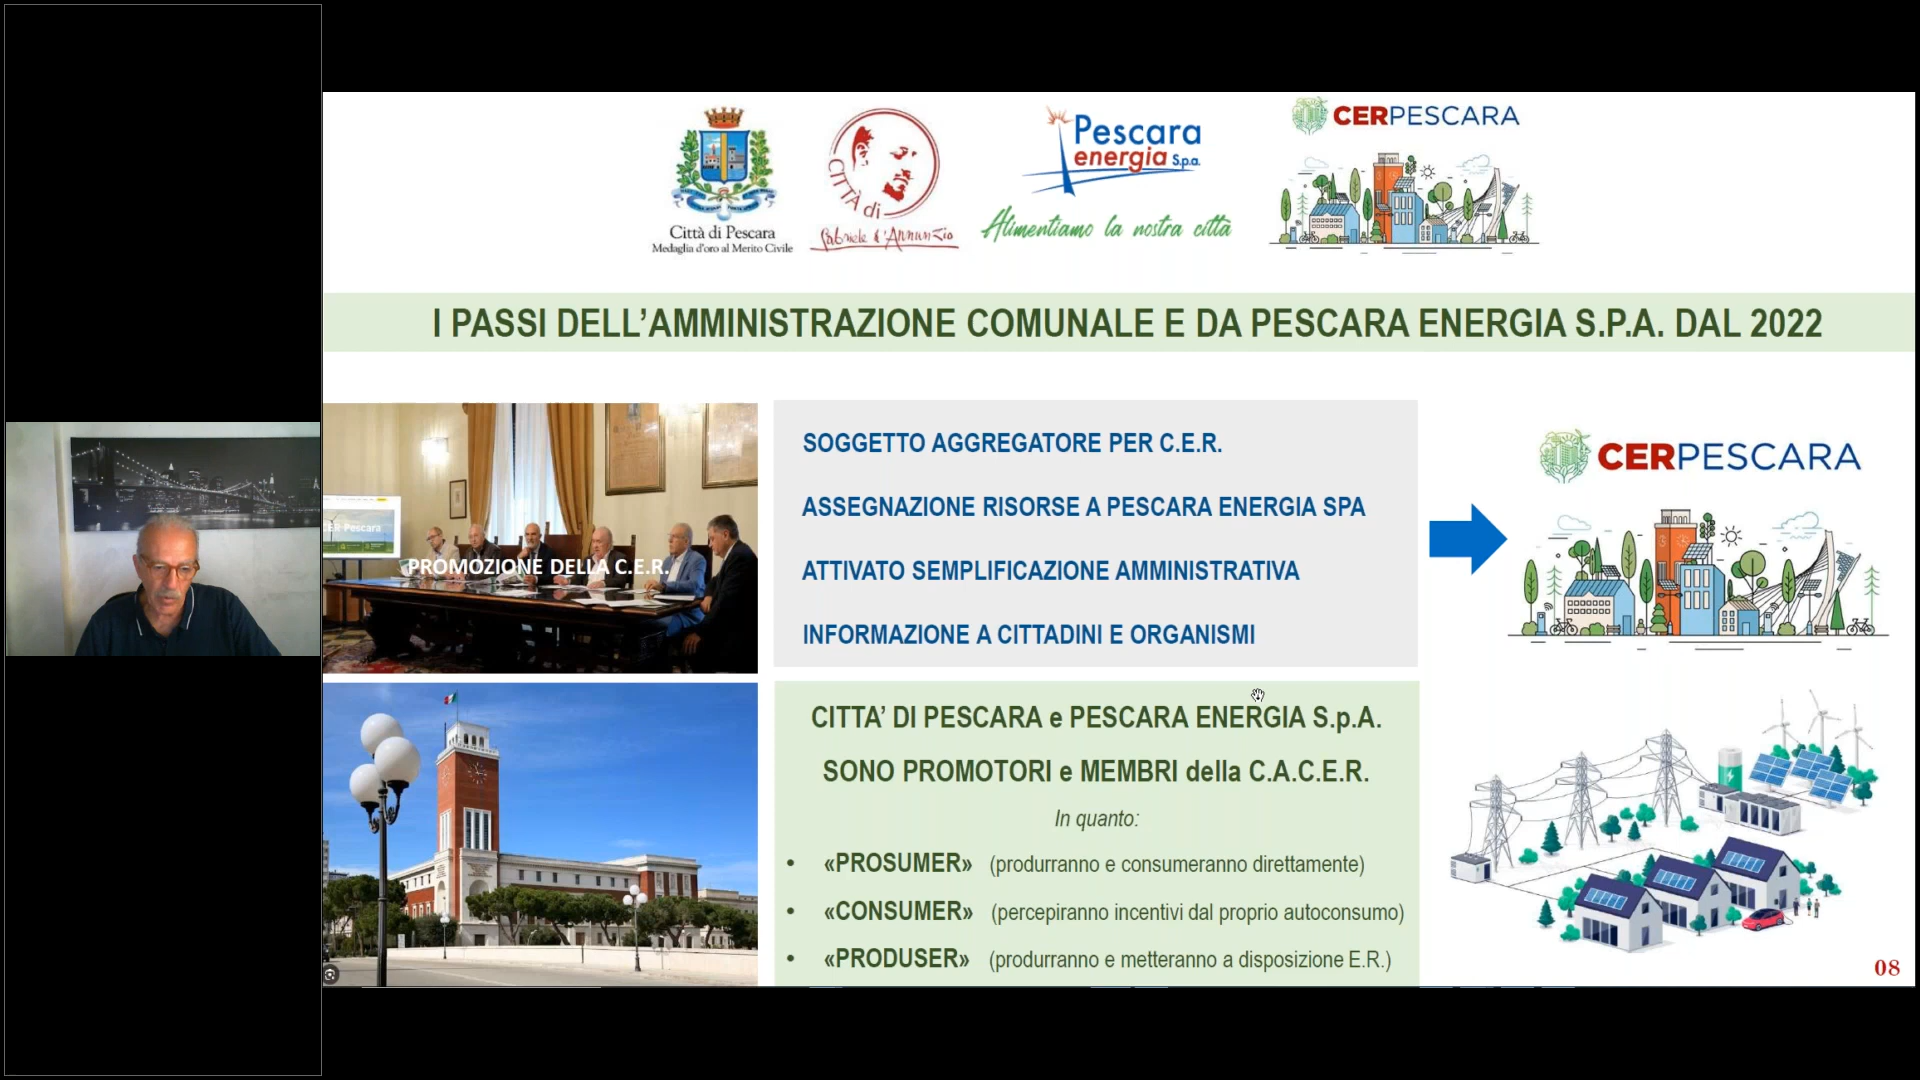 Città di Pescara
Medaglia d'oro al Merito Civile
CITTÀ di
Gabriele d'Annunzio
Pescara
energia S.p.a.
Alimentiamo la nostra città
CERPESCARA
I PASSI DELL'AMMINISTRAZIONE COMUNALE E DA PESCARA ENERGIA S.P.A. DAL 2022
CER Pescara
PROMOZIONE DELLA C.E.R.
SOGGETTO AGGREGATORE PER C.E.R.
ASSEGNAZIONE RISORSE A PESCARA ENERGIA SPA
ATTIVATO SEMPLIFICAZIONE AMMINISTRATIVA
INFORMAZIONE A CITTADINI E ORGANISMI
CERPESCARA
CITTA' DI PESCARA e PESCARA ENERGIA S.p.A.
SONO PROMOTORI e MEMBRI della C.A.C.E.R.
In quanto:
• «PROSUMER» (produrranno e consumeranno direttamente)
• «CONSUMER» (percepiranno incentivi dal proprio autoconsumo)
• «PRODUSER» (produrranno e metteranno a disposizione E.R.)
08